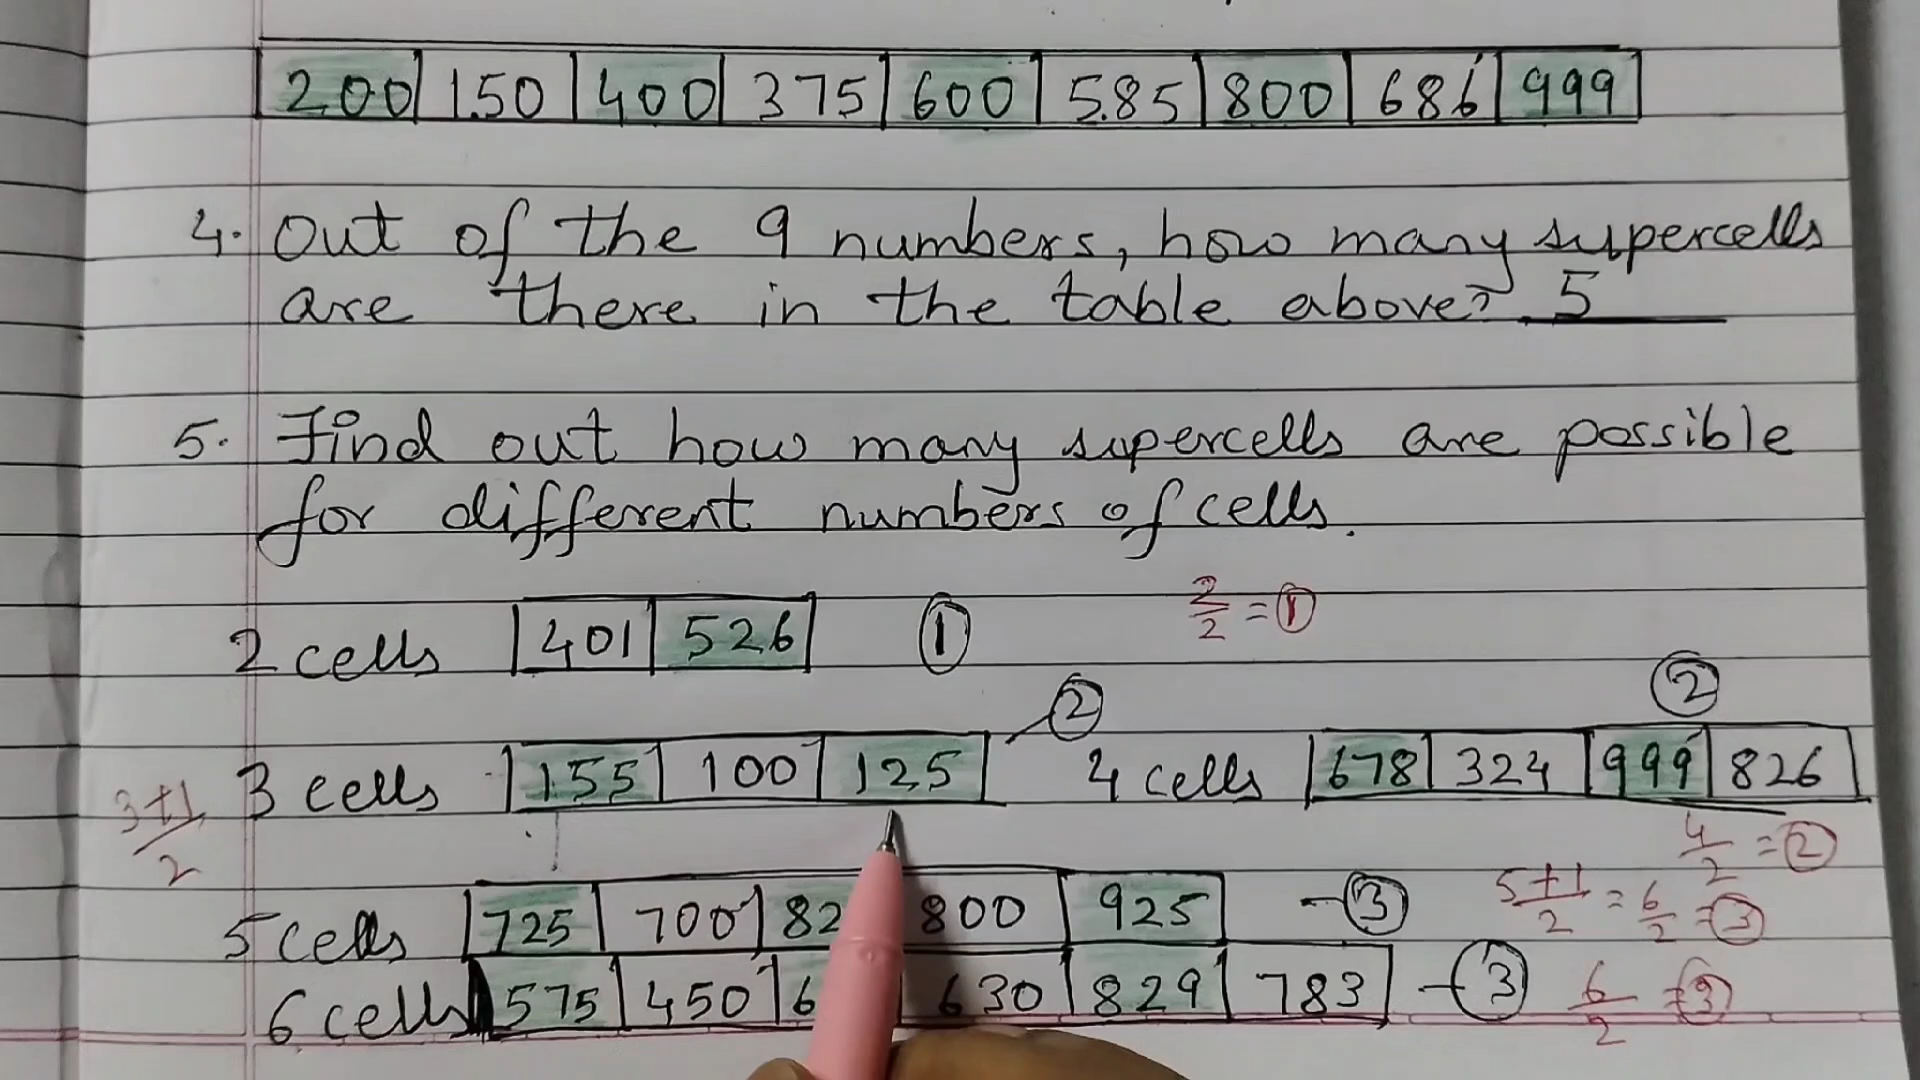 200 150 400 375 600 585 800 686 999
4. Out of the 9 numbers, how many supercells
are there in the table above? 5
5. Find out how many supercells are possible
for different numbers of cells.
2 cells 401 526 1 2/2 = 1
3+1/2 3 cells 155 100 125 2 4 cells 678 324 999 826 2
4/2 = 2
5 cells 725 700 82 800 925 - 3 5+1/2 = 6/2 = 3
6 cells 575 450 6 630 829 783 - 3 6/2 = 3